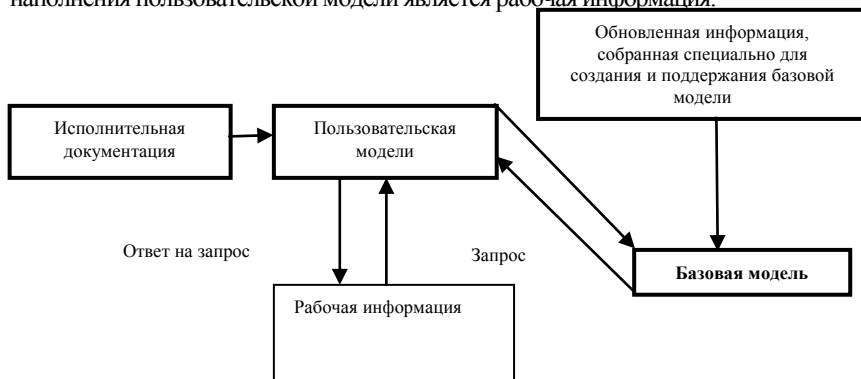 наполнения пользовательской модели является рабочая информация.
Обновленная информация,
собранная специально для
создания и поддержания базовой
модели
Исполнительная
документация
Пользовательская
модели
Ответ на запрос
Запрос
Базовая модель
Рабочая информация